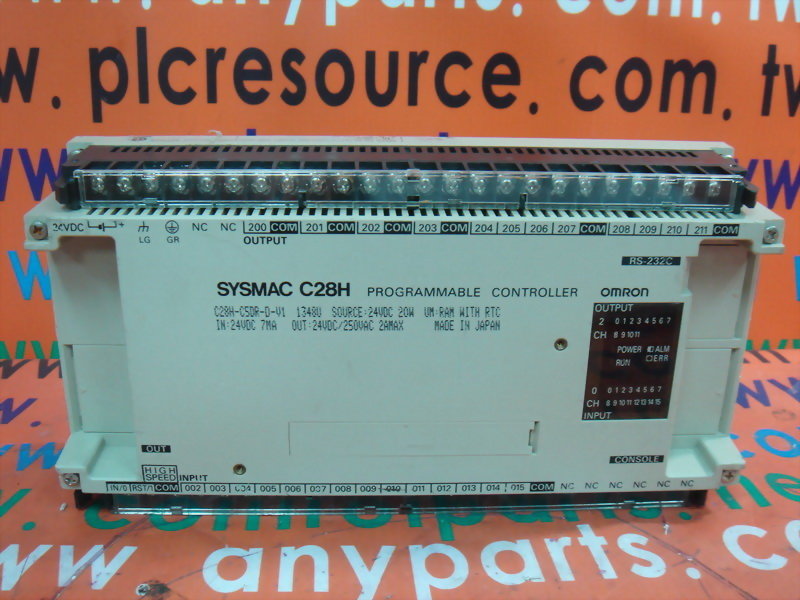 anyparts.tw
w. plcresource.com.tw
24VDC + LG GR NC NC 200 COM 201 COM 202 COM 203 COM 204 205 206 207 COM 208 209 210 211 COM
OUTPUT
RS-232C
SYSMAC C28H PROGRAMMABLE CONTROLLER OMRON
C28H-C5DR-D-V1 1348U SOURCE:24VDC 20W UM:RAM WITH RTC
IN:24VDC 7MA OUT:24VDC/250VAC 2AMAX MADE IN JAPAN
OUTPUT
2 0 1 2 3 4 5 6 7
CH 8 9 10 11
POWER ALM
RUN ERR
0 0 1 2 3 4 5 6 7
CH 8 9 10 11 12 13 14 15
INPUT
OUT
CONSOLE
HIGH SPEED INPUT
IN/0 RST/1 COM 002 003 004 005 006 007 008 009 010 011 012 013 014 015 COM NC NC NC NC NC NC
anyparts.tw